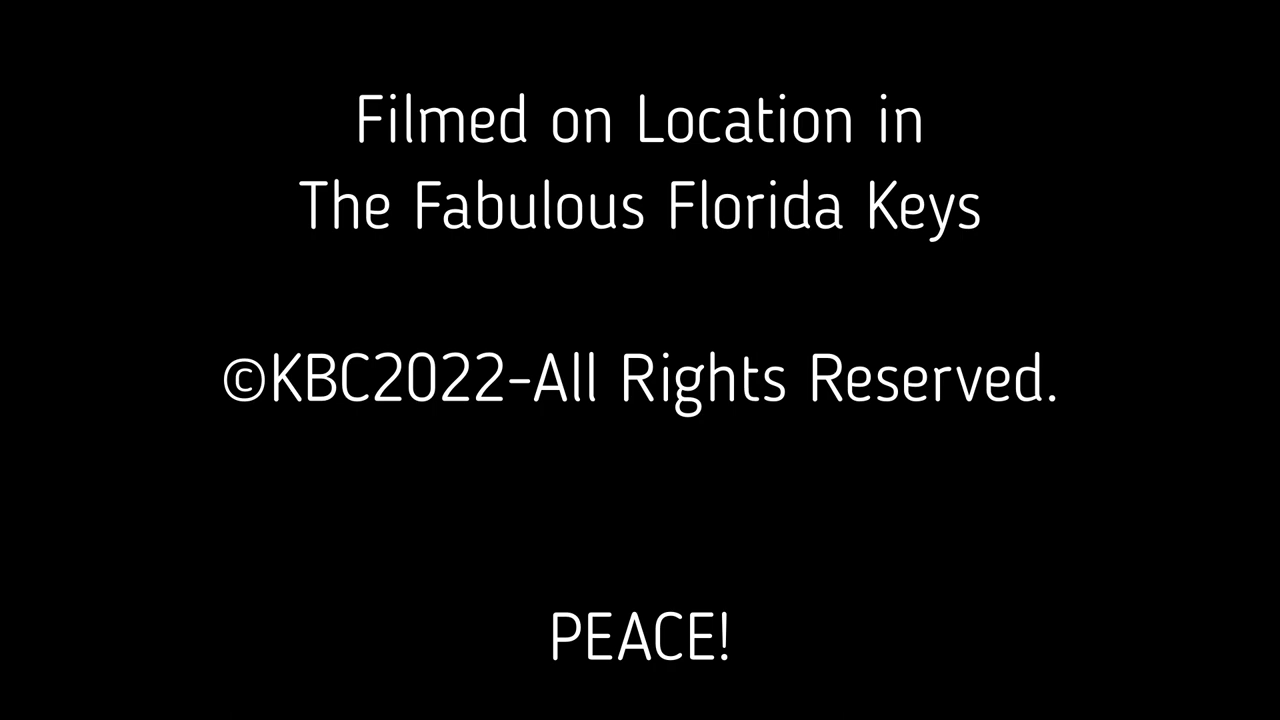 Filmed on Location in
The Fabulous Florida Keys
©KBC2022-All Rights Reserved.
PEACE!